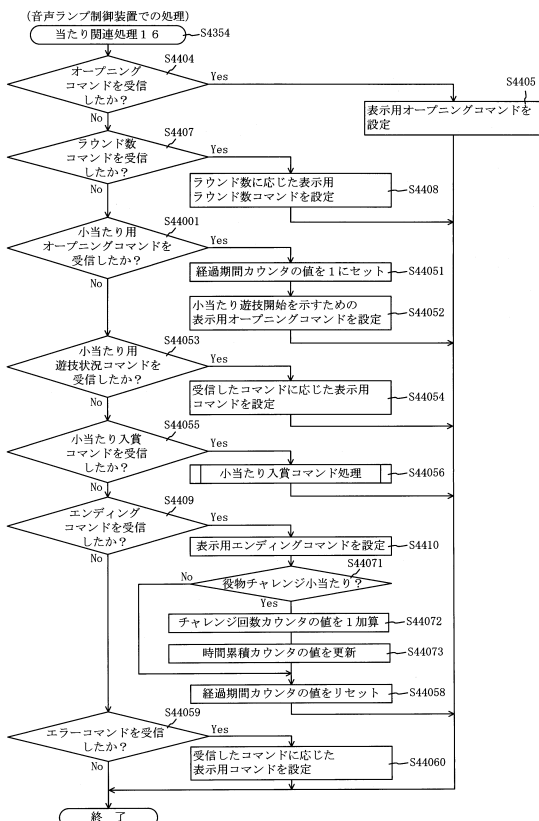 (音声ランプ制御装置での処理)
当たり関連処理16
S4354
S4404
オープニング
コマンドを受信
したか?
Yes
No
S4405
表示用オープニングコマンドを
設定
S4407
ラウンド数
コマンドを受信
したか?
Yes
No
ラウンド数に応じた表示用
ラウンド数コマンドを設定
S4408
S44001
小当たり用
オープニングコマンドを
受信したか?
Yes
No
経過期間カウンタの値を1にセット
S44051
小当たり遊技開始を示すための
表示用オープニングコマンドを設定
S44052
S44053
小当たり用
遊技状況コマンドを
受信したか?
Yes
No
受信したコマンドに応じた表示用
コマンドを設定
S44054
S44055
小当たり入賞
コマンドを受信
したか?
Yes
No
小当たり入賞コマンド処理
S44056
S4409
エンディング
コマンドを受信
したか?
Yes
No
表示用エンディングコマンドを設定
S4410
S44071
役物チャレンジ小当たり?
No
Yes
チャレンジ回数カウンタの値を1加算
S44072
時間累積カウンタの値を更新
S44073
経過期間カウンタの値をリセット
S44058
S44059
エラーコマンドを受信
したか?
Yes
No
受信したコマンドに応じた
表示用コマンドを設定
S44060
終了